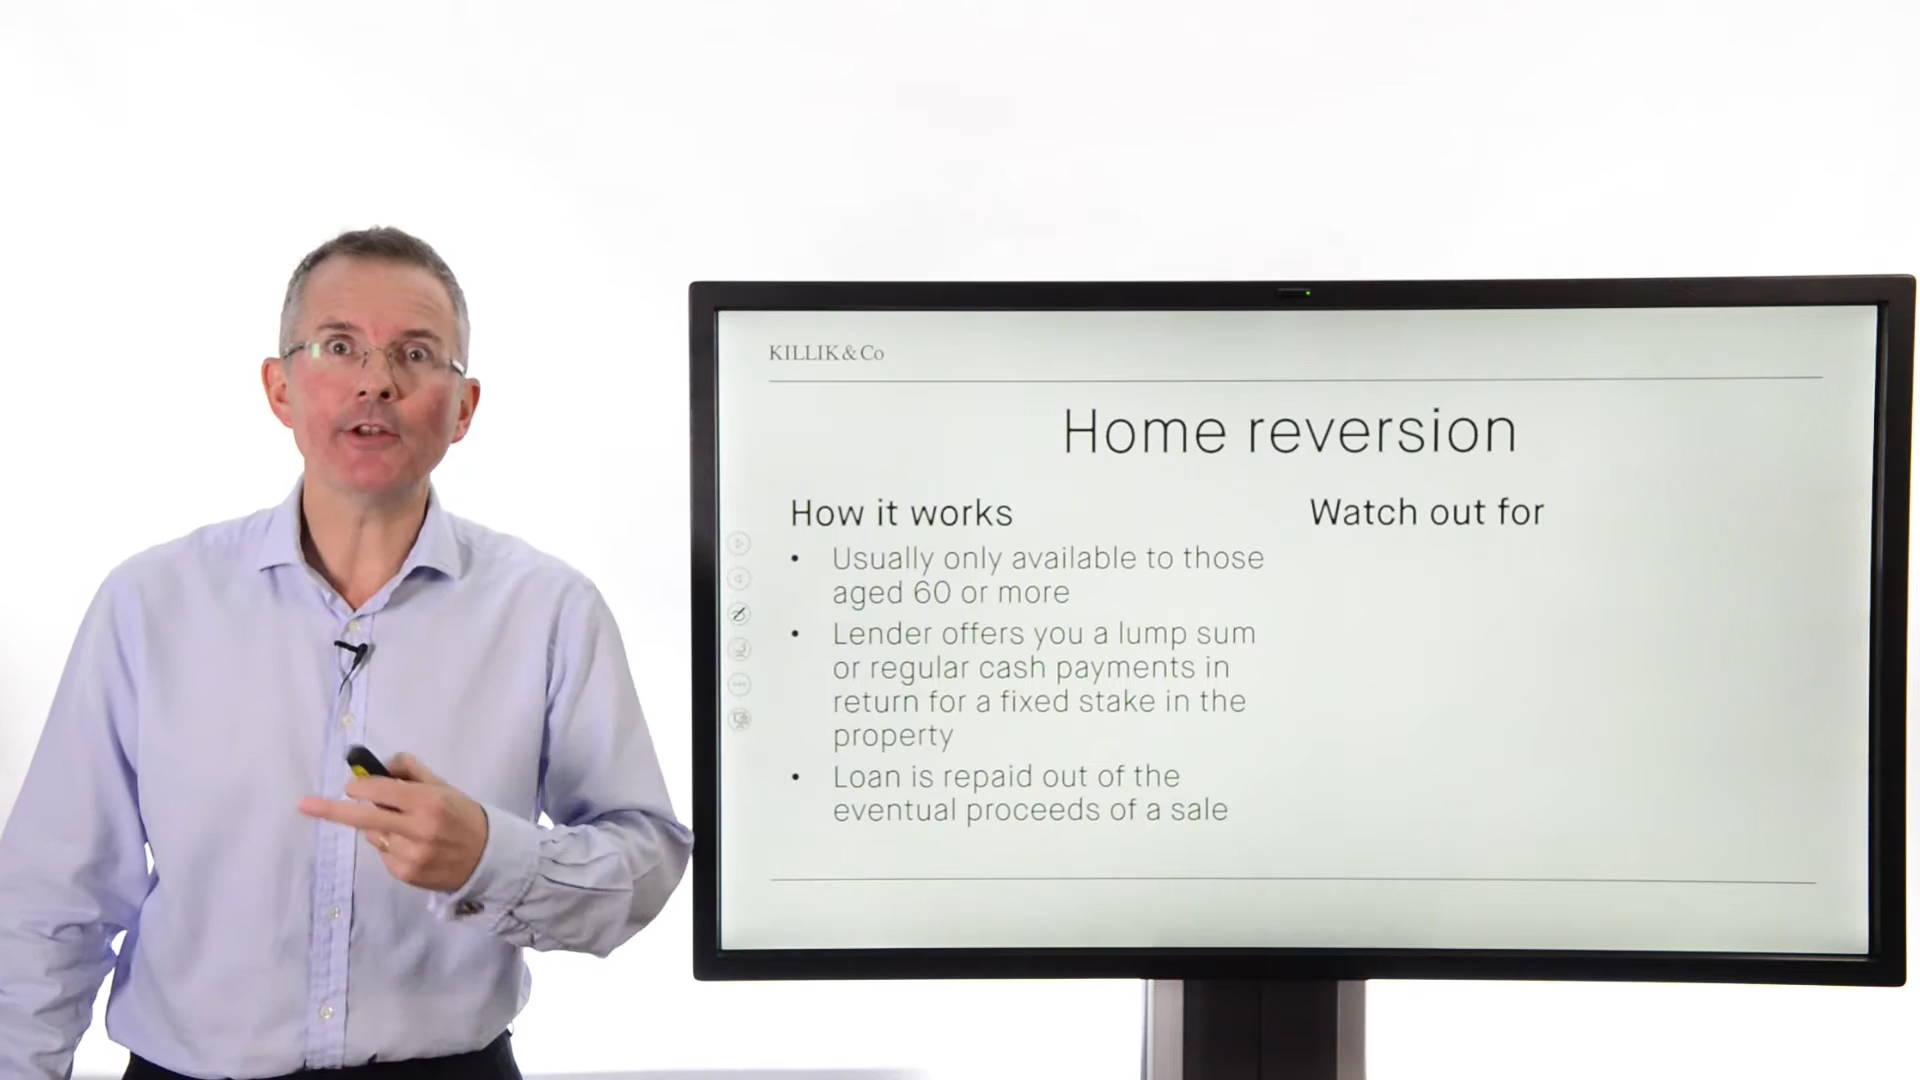 KILLIK & Co
Home reversion
How it works
• Usually only available to those
aged 60 or more
• Lender offers you a lump sum
or regular cash payments in
return for a fixed stake in the
property
• Loan is repaid out of the
eventual proceeds of a sale
Watch out for